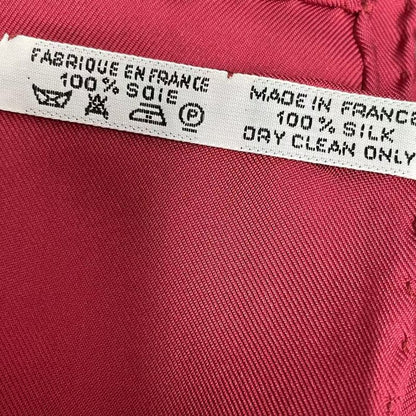 FABRIQUE EN FRANCE
100% SOIE
P
MADE IN FRANCE
100% SILK
DRY CLEAN ONLY